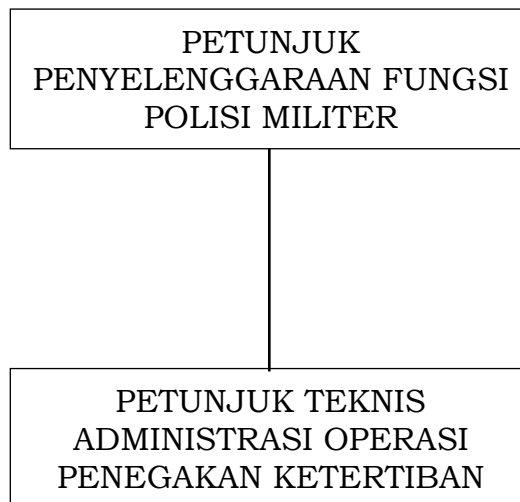 PETUNJUK
PENYELENGGARAAN FUNGSI
POLISI MILITER
PETUNJUK TEKNIS
ADMINISTRASI OPERASI
PENEGAKAN KETERTIBAN